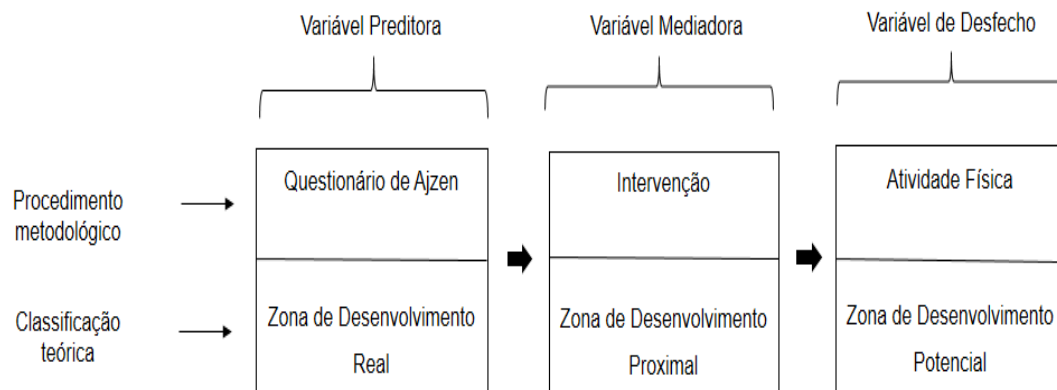 Variável Preditora
Variável Mediadora
Variável de Desfecho
Procedimento
metodológico
Questionário de Ajzen
Intervenção
Atividade Física
Classificação
teórica
Zona de Desenvolvimento
Real
Zona de Desenvolvimento
Proximal
Zona de Desenvolvimento
Potencial